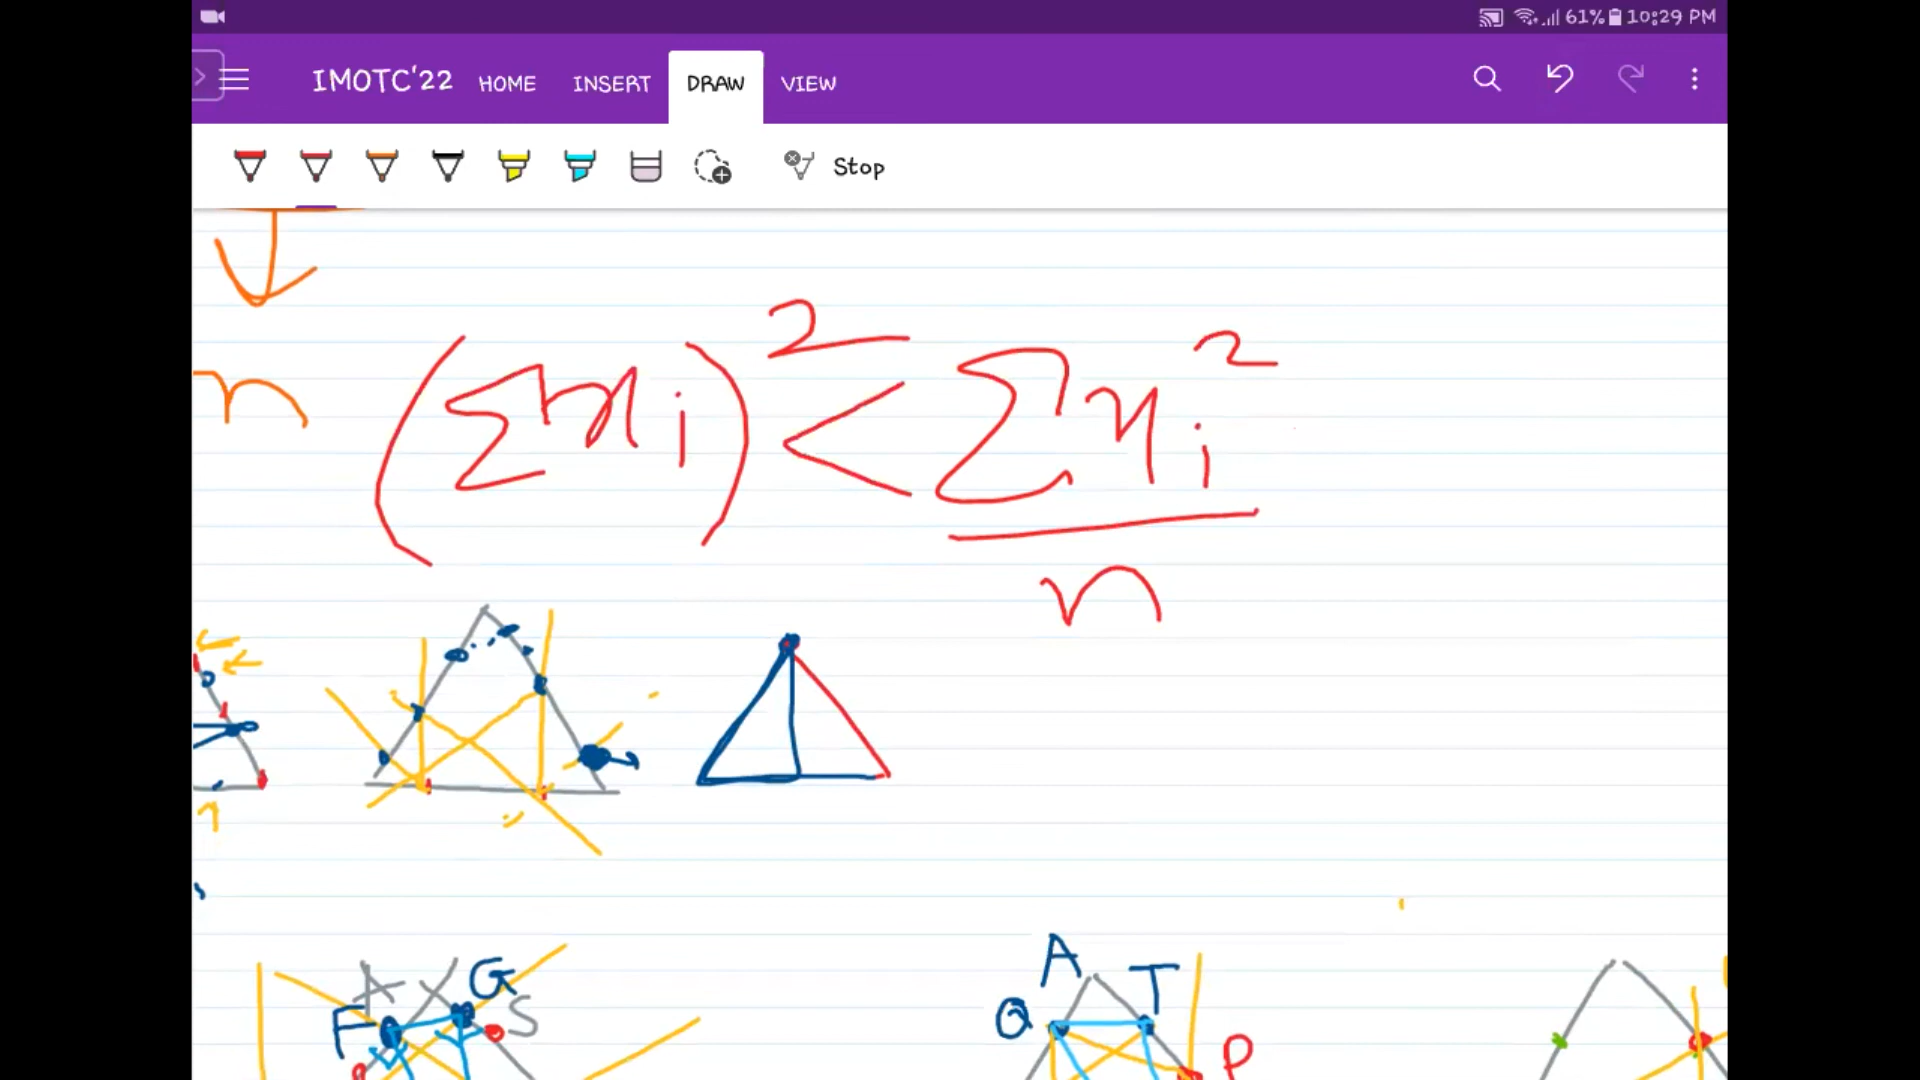 61% 10:29 PM
IMOTC'22 HOME INSERT DRAW VIEW
Stop
n (Σxi)² < Σxi²
n
A G S
F
A T
Q P